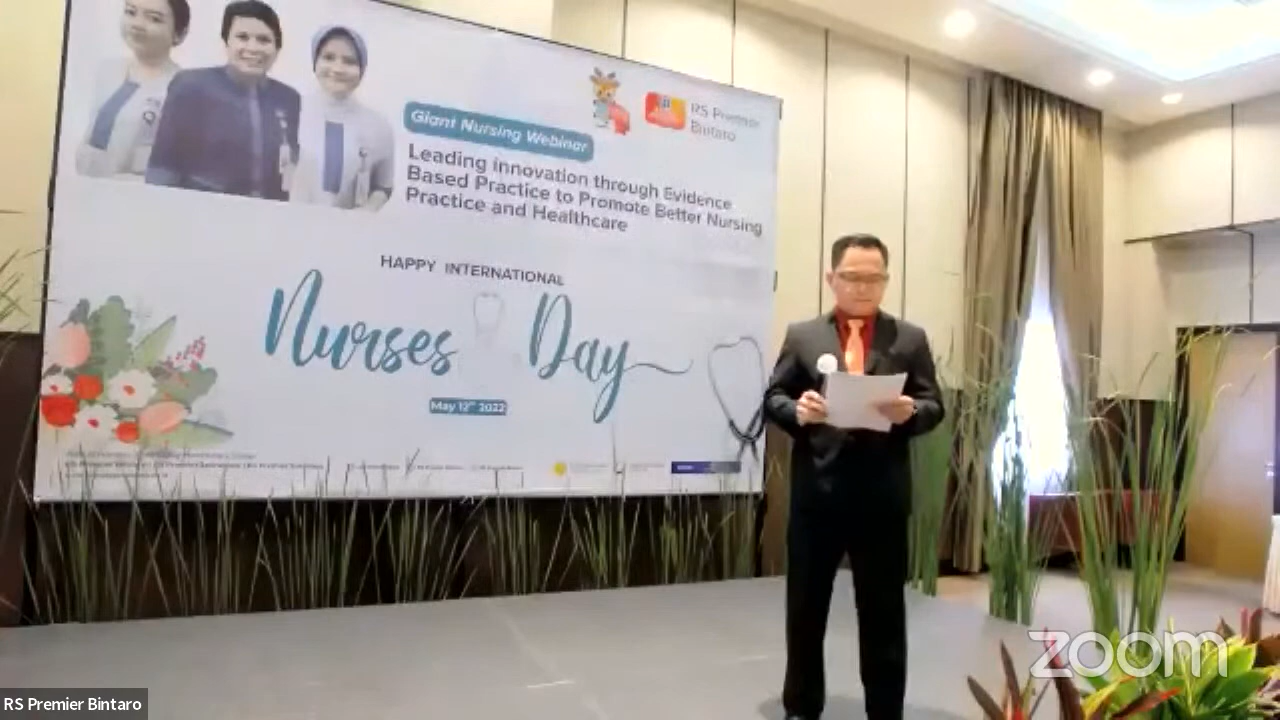 Giant Nursing Webinar
RS Premier
Bintaro
Leading innovation through Evidence
Based Practice to Promote Better Nursing
Practice and Healthcare
HAPPY INTERNATIONAL
Nurses Day
May 12th 2022
zoom
RS Premier Bintaro